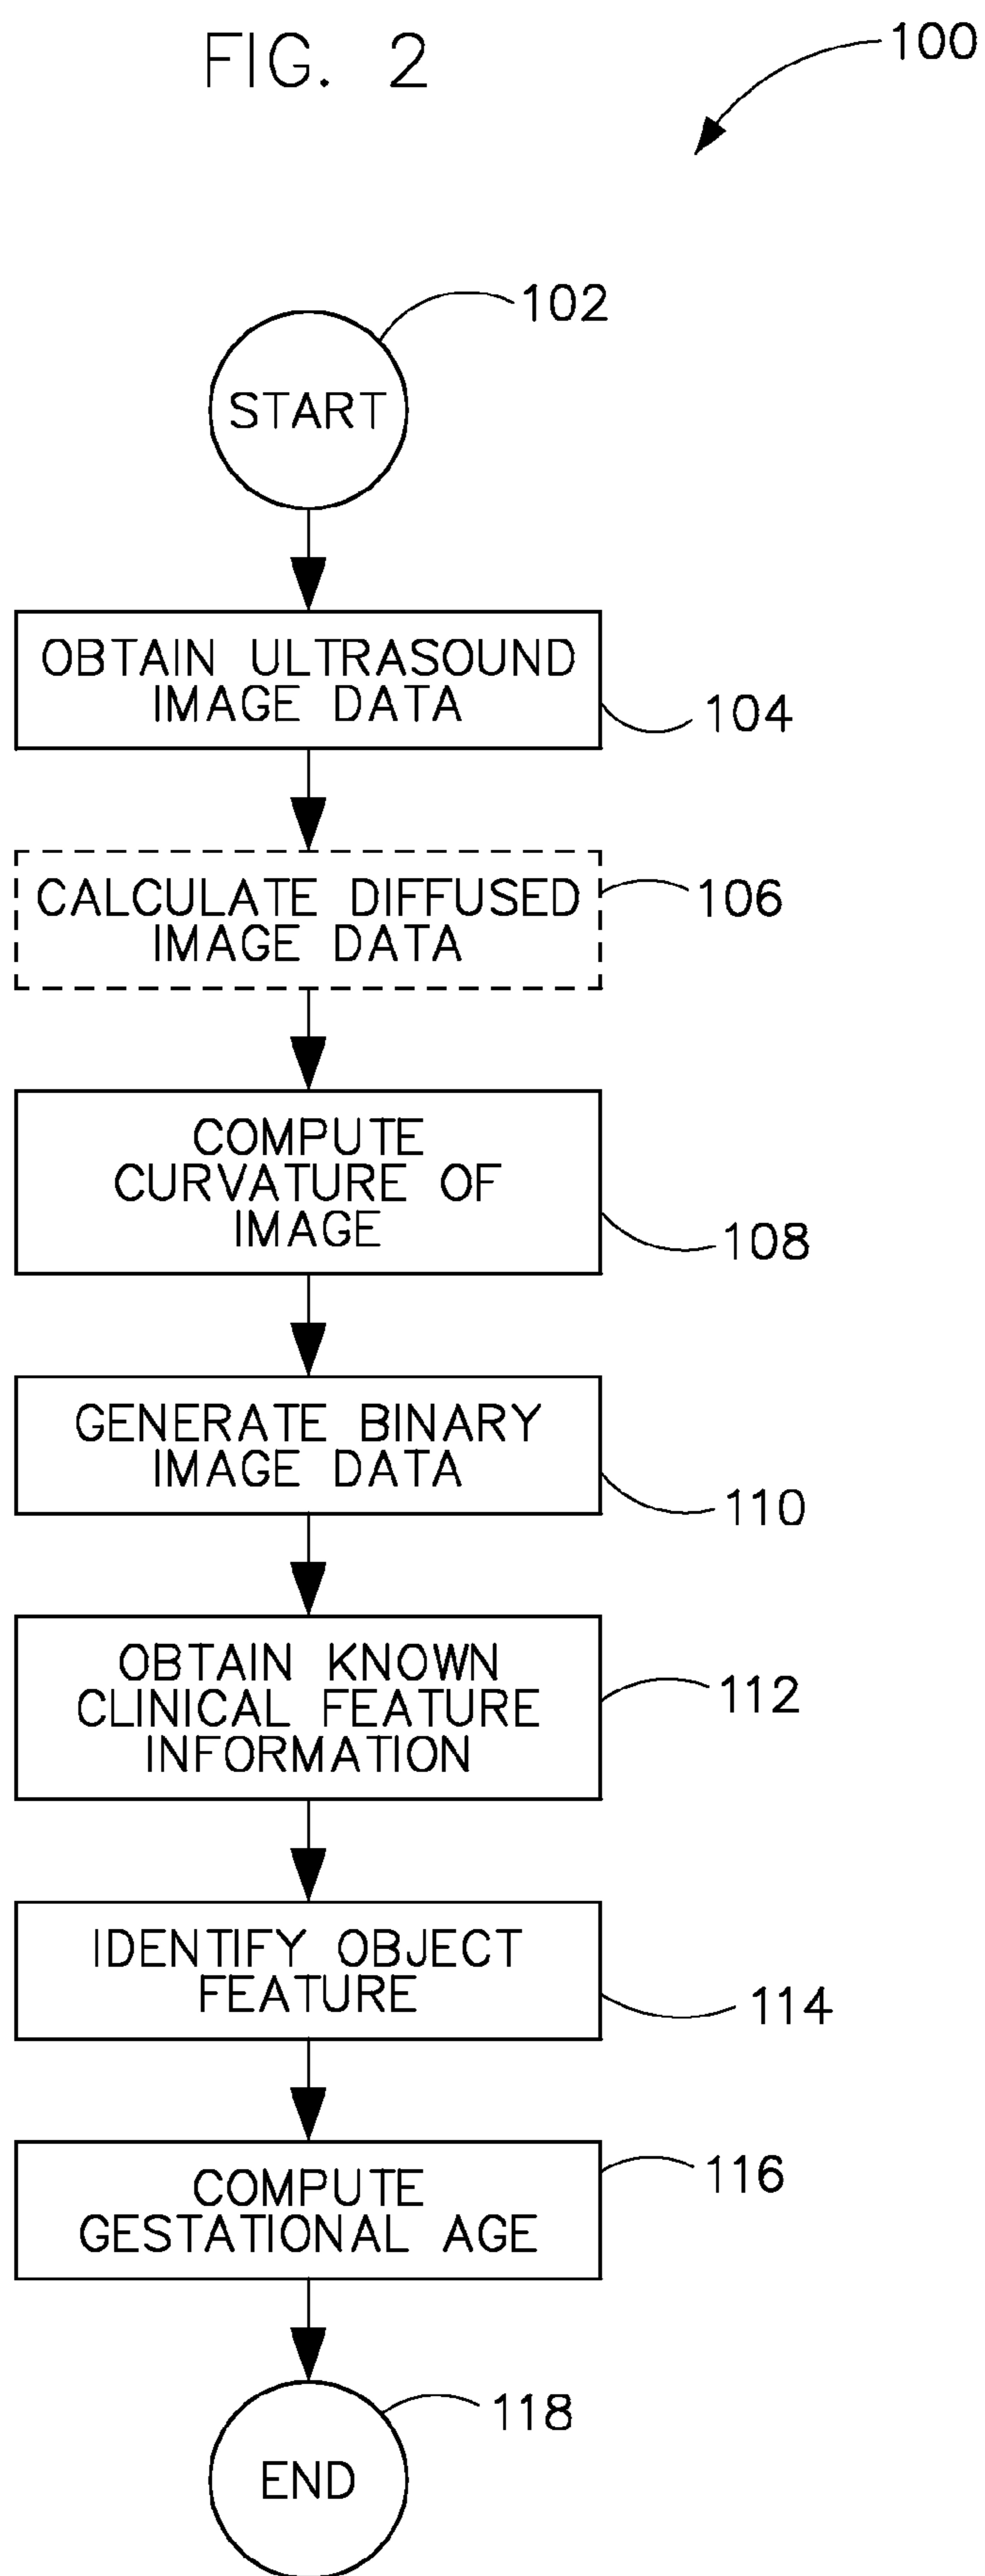 FIG. 2
100
102
START
OBTAIN ULTRASOUND
IMAGE DATA
104
CALCULATE DIFFUSED
IMAGE DATA
106
COMPUTE
CURVATURE OF
IMAGE
108
GENERATE BINARY
IMAGE DATA
110
OBTAIN KNOWN
CLINICAL FEATURE
INFORMATION
112
IDENTIFY OBJECT
FEATURE
114
COMPUTE
GESTATIONAL AGE
116
118
END